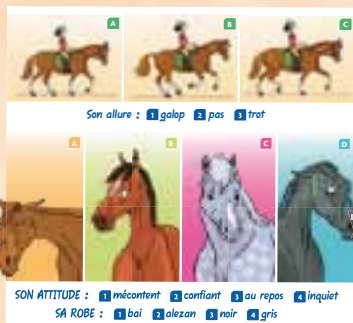 A B C
Son allure : 1 galop 2 pas 3 trot
A B C D
SON ATTITUDE : 1 mécontent 2 confiant 3 au repos 4 inquiet
SA ROBE : 1 bai 2 alezan 3 noir 4 gris